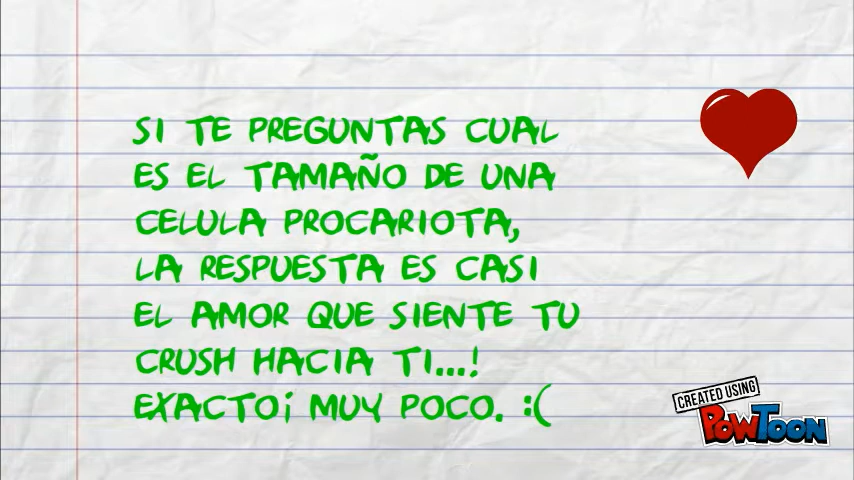 SI TE PREGUNTAS CUAL
ES EL TAMAÑO DE UNA
CELULA PROCARIOTA,
LA RESPUESTA ES CASI
EL AMOR QUE SIENTE TU
CRUSH HACIA TI...!
EXACTO¡ MUY POCO. :(
CREATED USING
POWTOON